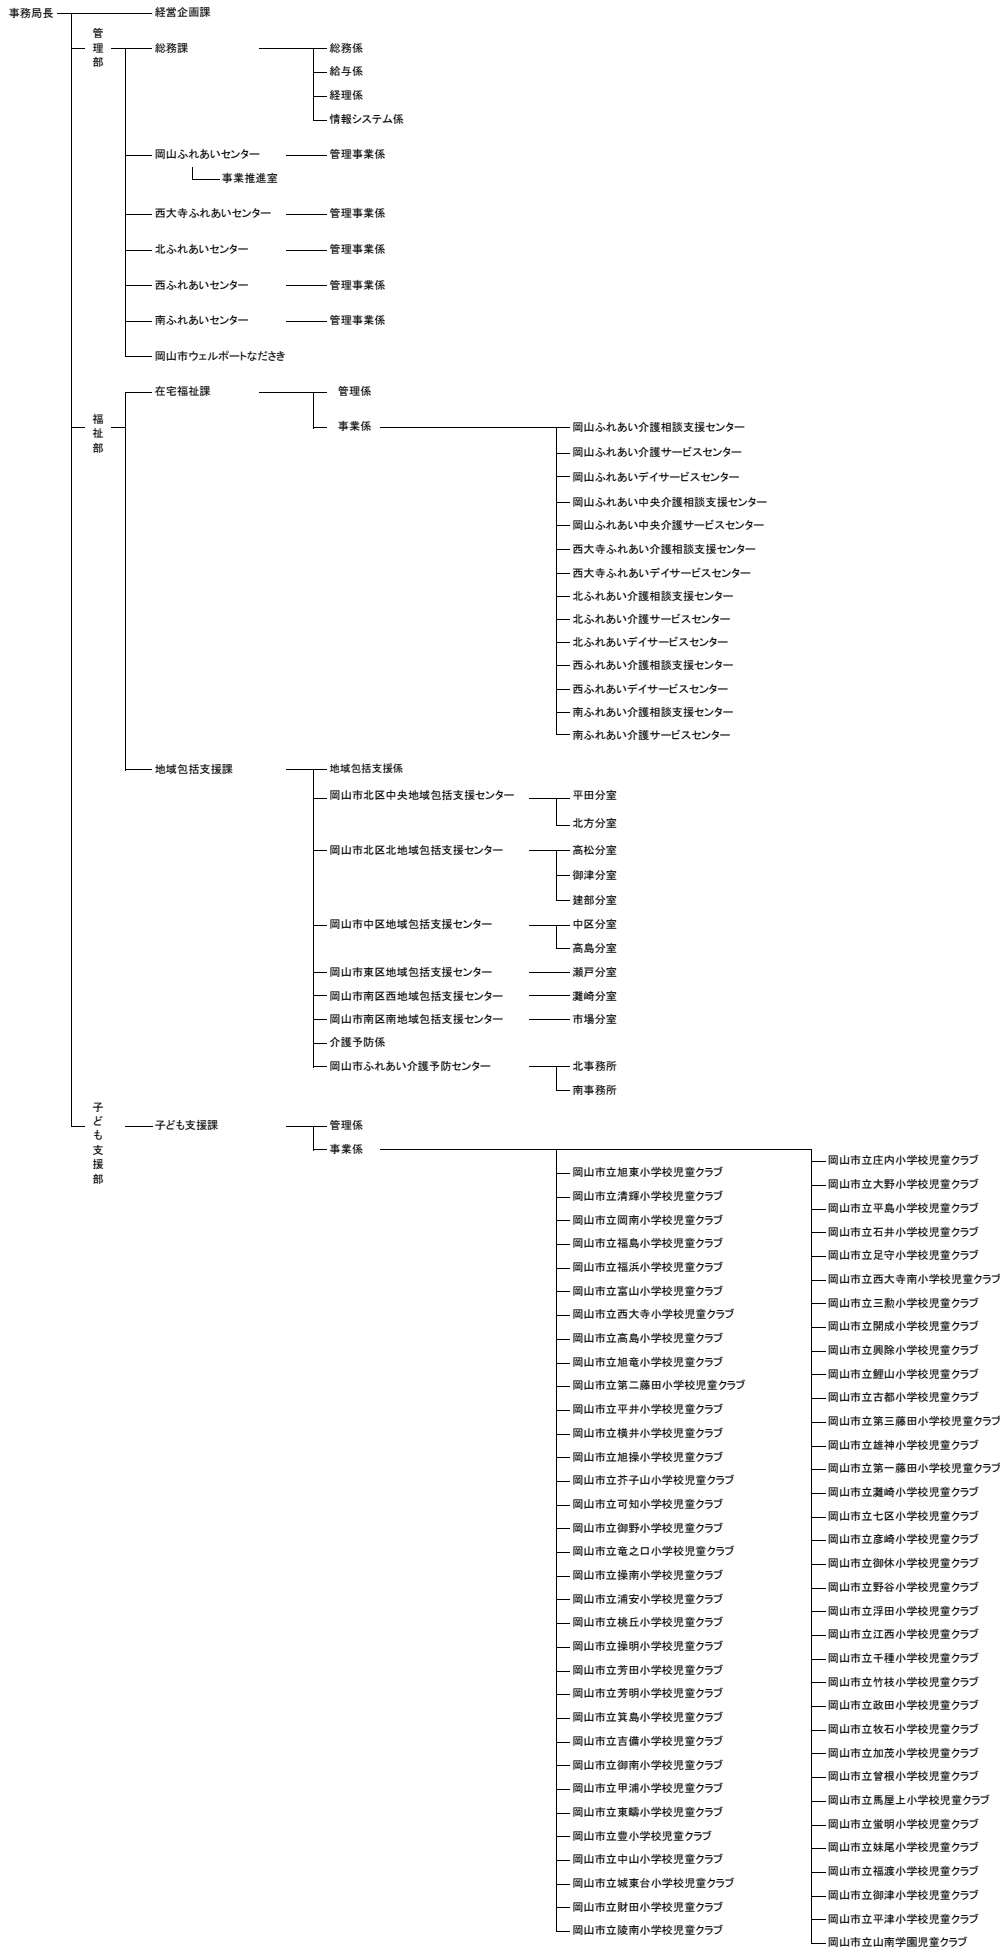 事務局長
経営企画課
管理部
総務課
総務係
給与係
経理係
情報システム係
岡山ふれあいセンター
管理事業係
事業推進室
西大寺ふれあいセンター
管理事業係
北ふれあいセンター
管理事業係
西ふれあいセンター
管理事業係
南ふれあいセンター
管理事業係
岡山市ウェルポートなださき
福祉部
在宅福祉課
管理係
事業係
岡山ふれあい介護相談支援センター
岡山ふれあい介護サービスセンター
岡山ふれあいデイサービスセンター
岡山ふれあい中央介護相談支援センター
岡山ふれあい中央介護サービスセンター
西大寺ふれあい介護相談支援センター
西大寺ふれあいデイサービスセンター
北ふれあい介護相談支援センター
北ふれあい介護サービスセンター
北ふれあいデイサービスセンター
西ふれあい介護相談支援センター
西ふれあいデイサービスセンター
南ふれあい介護相談支援センター
南ふれあい介護サービスセンター
地域包括支援課
地域包括支援係
岡山市北区中央地域包括支援センター
平田分室
北方分室
岡山市北区北地域包括支援センター
高松分室
御津分室
建部分室
岡山市中区地域包括支援センター
中区分室
高島分室
岡山市東区地域包括支援センター
瀬戸分室
岡山市南区西地域包括支援センター
灘崎分室
岡山市南区南地域包括支援センター
市場分室
介護予防係
岡山市ふれあい介護予防センター
北事務所
南事務所
子ども支援部
子ども支援課
管理係
事業係
岡山市立旭東小学校児童クラブ
岡山市立清輝小学校児童クラブ
岡山市立岡南小学校児童クラブ
岡山市立福島小学校児童クラブ
岡山市立福浜小学校児童クラブ
岡山市立富山小学校児童クラブ
岡山市立西大寺小学校児童クラブ
岡山市立高島小学校児童クラブ
岡山市立旭竜小学校児童クラブ
岡山市立第二藤田小学校児童クラブ
岡山市立平井小学校児童クラブ
岡山市立横井小学校児童クラブ
岡山市立旭操小学校児童クラブ
岡山市立芥子山小学校児童クラブ
岡山市立可知小学校児童クラブ
岡山市立御野小学校児童クラブ
岡山市立竜之口小学校児童クラブ
岡山市立操南小学校児童クラブ
岡山市立浦安小学校児童クラブ
岡山市立桃丘小学校児童クラブ
岡山市立操明小学校児童クラブ
岡山市立芳田小学校児童クラブ
岡山市立芳明小学校児童クラブ
岡山市立箕島小学校児童クラブ
岡山市立吉備小学校児童クラブ
岡山市立御南小学校児童クラブ
岡山市立甲浦小学校児童クラブ
岡山市立東疇小学校児童クラブ
岡山市立豊小学校児童クラブ
岡山市立中山小学校児童クラブ
岡山市立城東台小学校児童クラブ
岡山市立財田小学校児童クラブ
岡山市立陵南小学校児童クラブ
岡山市立庄内小学校児童クラブ
岡山市立大野小学校児童クラブ
岡山市立平島小学校児童クラブ
岡山市立石井小学校児童クラブ
岡山市立足守小学校児童クラブ
岡山市立西大寺南小学校児童クラブ
岡山市立三勲小学校児童クラブ
岡山市立開成小学校児童クラブ
岡山市立興除小学校児童クラブ
岡山市立鯉山小学校児童クラブ
岡山市立古都小学校児童クラブ
岡山市立第三藤田小学校児童クラブ
岡山市立雄神小学校児童クラブ
岡山市立第一藤田小学校児童クラブ
岡山市立灘崎小学校児童クラブ
岡山市立七区小学校児童クラブ
岡山市立彦崎小学校児童クラブ
岡山市立御休小学校児童クラブ
岡山市立野谷小学校児童クラブ
岡山市立浮田小学校児童クラブ
岡山市立江西小学校児童クラブ
岡山市立千種小学校児童クラブ
岡山市立竹枝小学校児童クラブ
岡山市立政田小学校児童クラブ
岡山市立牧石小学校児童クラブ
岡山市立加茂小学校児童クラブ
岡山市立曽根小学校児童クラブ
岡山市立馬屋上小学校児童クラブ
岡山市立蛍明小学校児童クラブ
岡山市立妹尾小学校児童クラブ
岡山市立福渡小学校児童クラブ
岡山市立御津小学校児童クラブ
岡山市立平津小学校児童クラブ
岡山市立山南学園児童クラブ